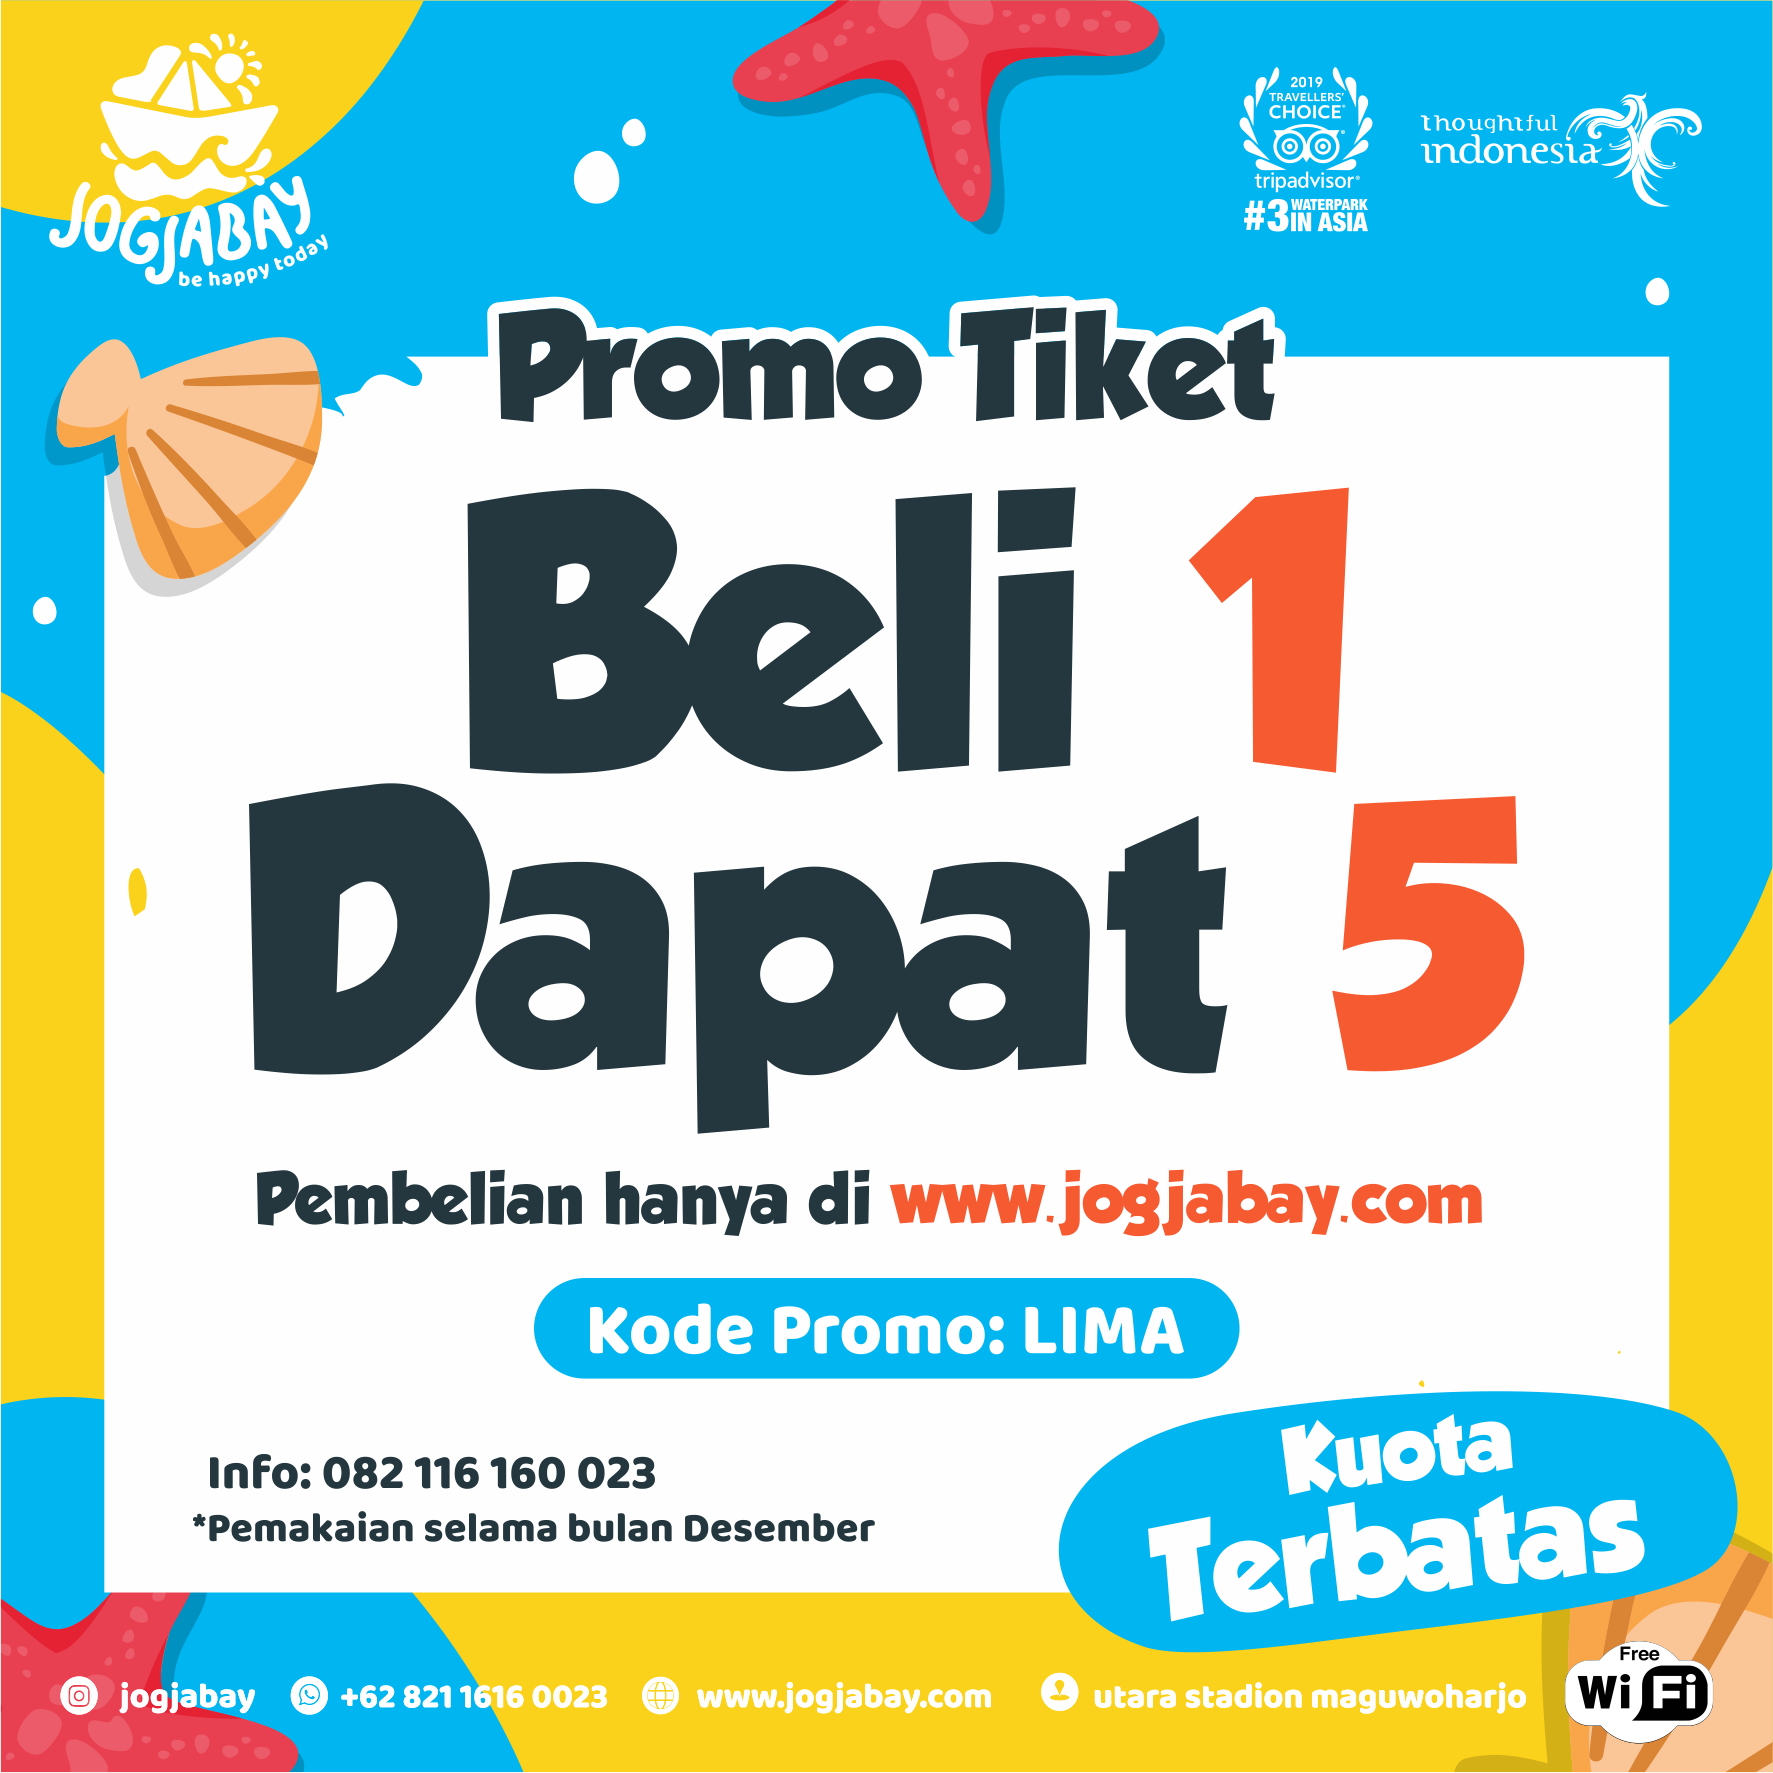 JOGJABAY
be happy today
2019
TRAVELLERS'
CHOICE®
tripadvisor®
#3 WATERPARK
IN ASIA
thoughtful
indonesia
Promo Tiket
Beli 1
Dapat 5
Pembelian hanya di www.jogjabay.com
Kode Promo: LIMA
Info: 082 116 160 023
*Pemakaian selama bulan Desember
Kuota
Terbatas
jogjabay +62 821 1616 0023 www.jogjabay.com utara stadion maguwoharjo
Free
Wi Fi